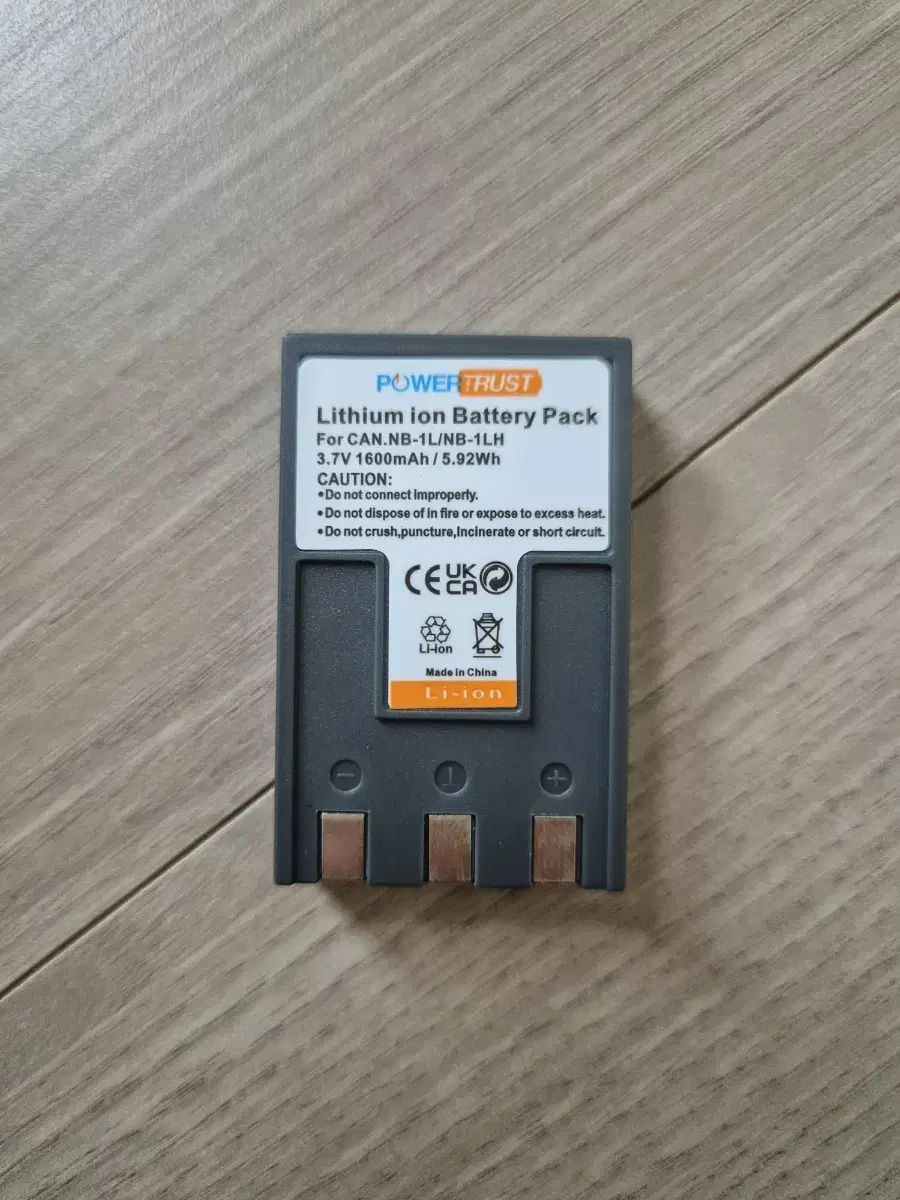 POWERTRUST
Lithium ion Battery Pack
For CAN.NB-1L/NB-1LH
3.7V 1600mAh / 5.92Wh
CAUTION:
•Do not connect improperly.
•Do not dispose of in fire or expose to excess heat.
•Do not crush,puncture,Incinerate or short circuit.
CE UK
CA
Li-ion
Made in China
Li-ion
− I +